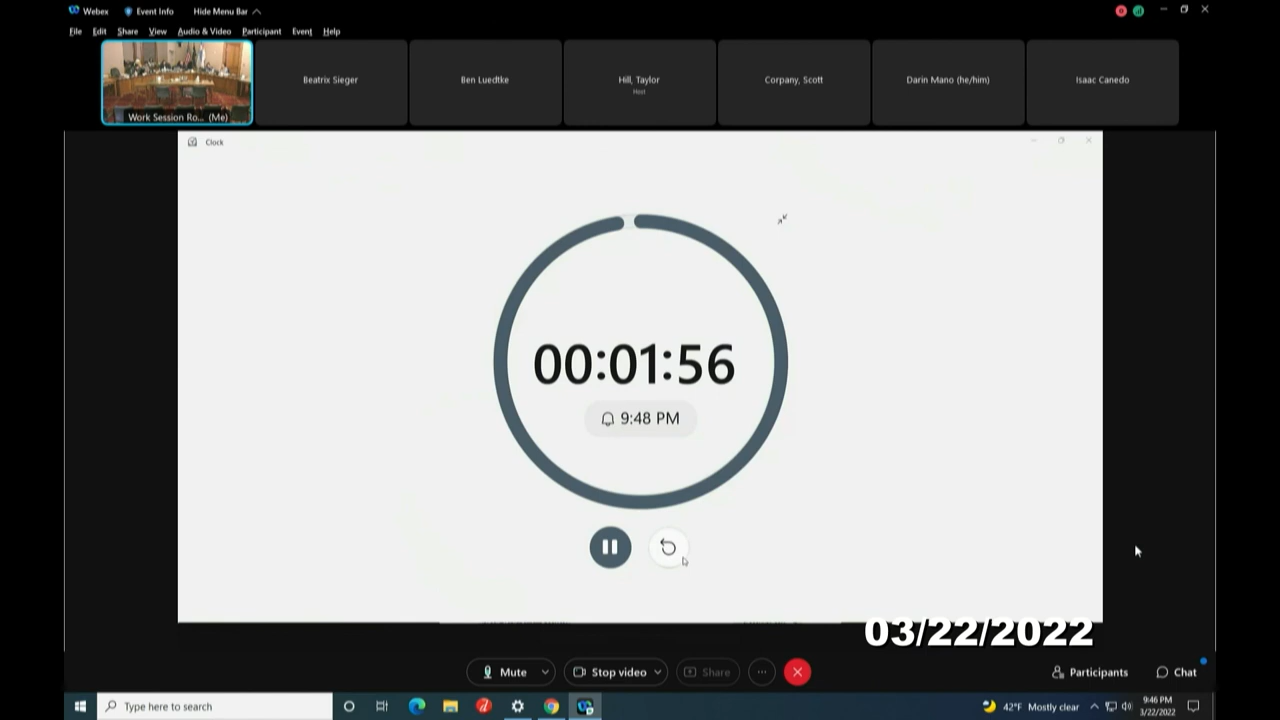 Webex Event Info Hide Menu Bar
File Edit Share View Audio & Video Participant Event Help
Work Session Ro... (Me)
Beatrix Sieger
Ben Luedtke
Hill, Taylor
Host
Corpany, Scott
Darin Mano (he/him)
Isaac Canedo
Clock
00:01:56
9:48 PM
03/22/2022
Mute Stop video Share Participants Chat
Type here to search
42°F Mostly clear
9:46 PM
3/22/2022